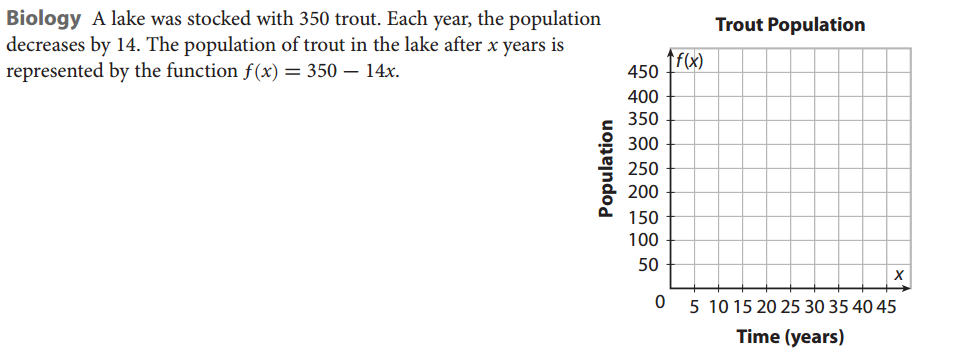 Biology A lake was stocked with 350 trout. Each year, the population
decreases by 14. The population of trout in the lake after x years is
represented by the function f(x) = 350 − 14x.
Trout Population
f(x)
450
400
350
300
250
200
150
100
50
Population
x
0 5 10 15 20 25 30 35 40 45
Time (years)